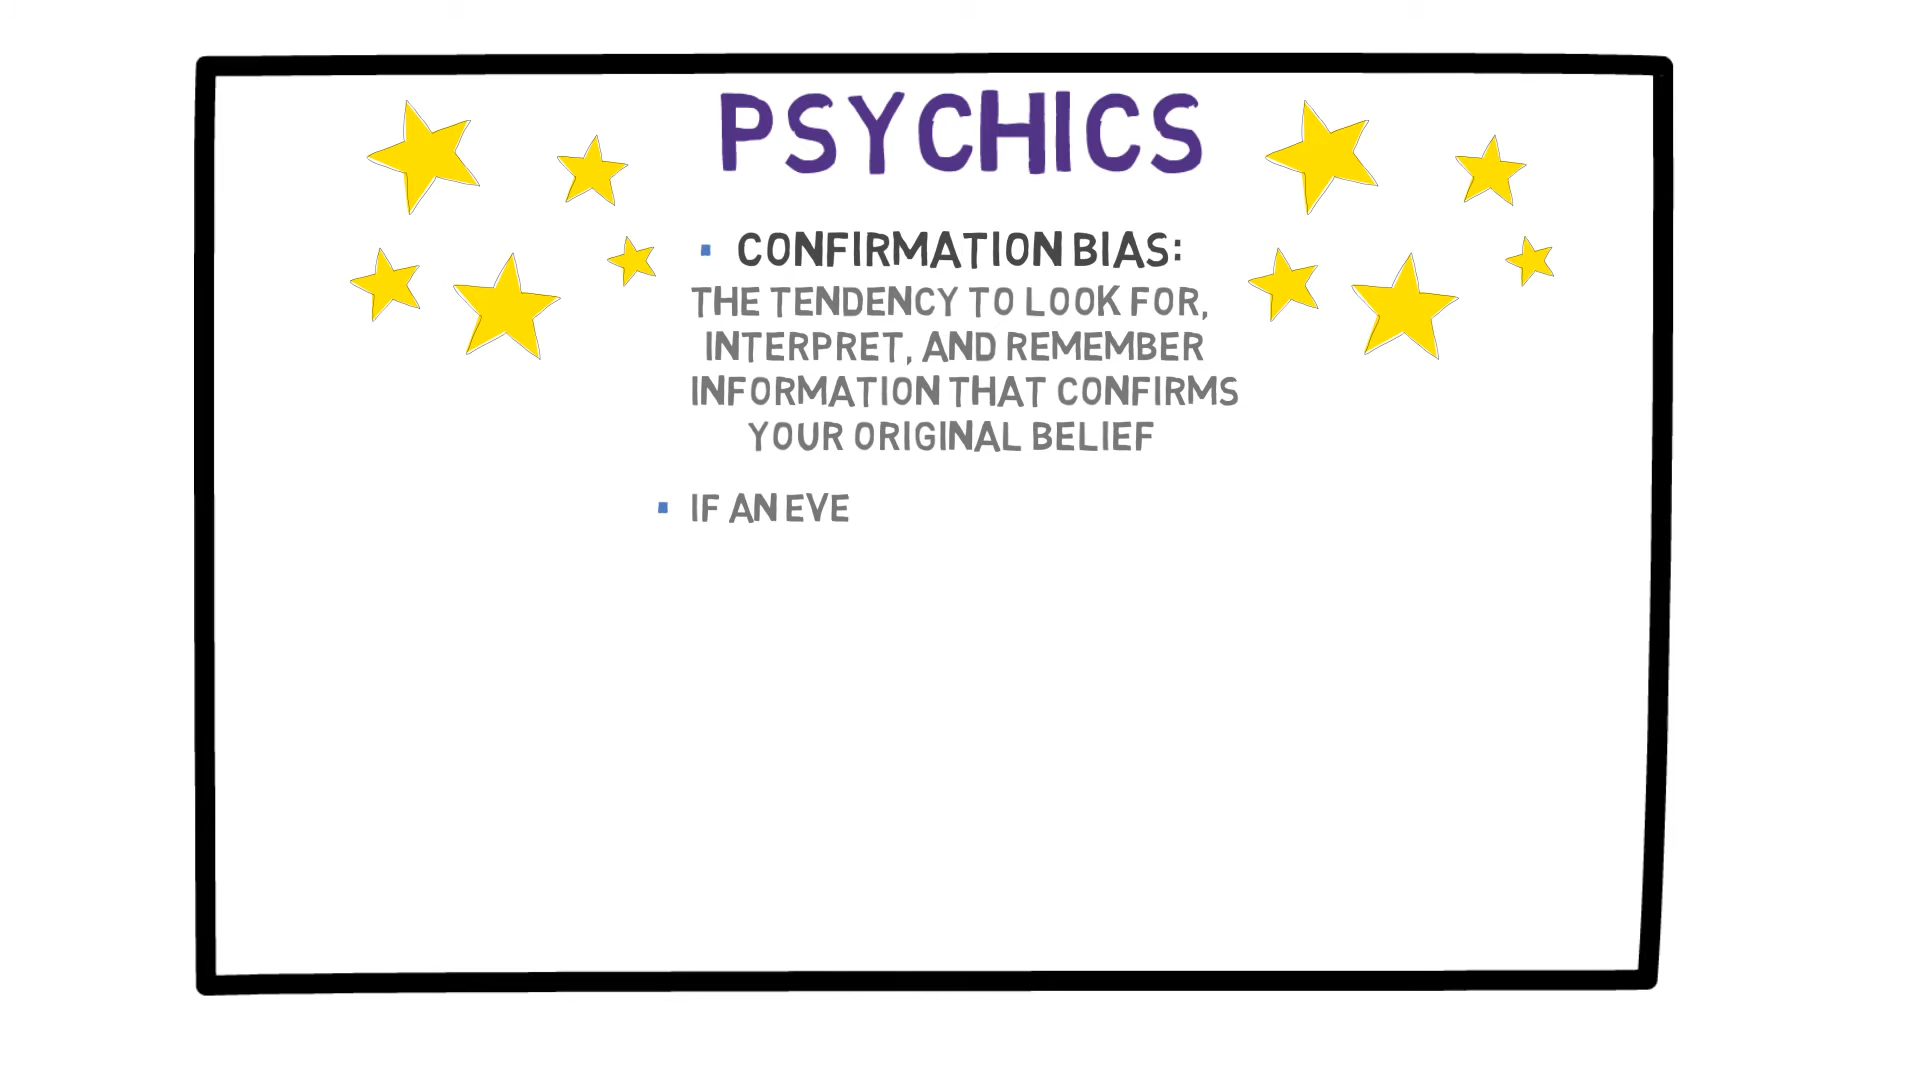 PSYCHICS
▪ CONFIRMATION BIAS:
THE TENDENCY TO LOOK FOR,
INTERPRET, AND REMEMBER
INFORMATION THAT CONFIRMS
YOUR ORIGINAL BELIEF
▪ IF AN EVE